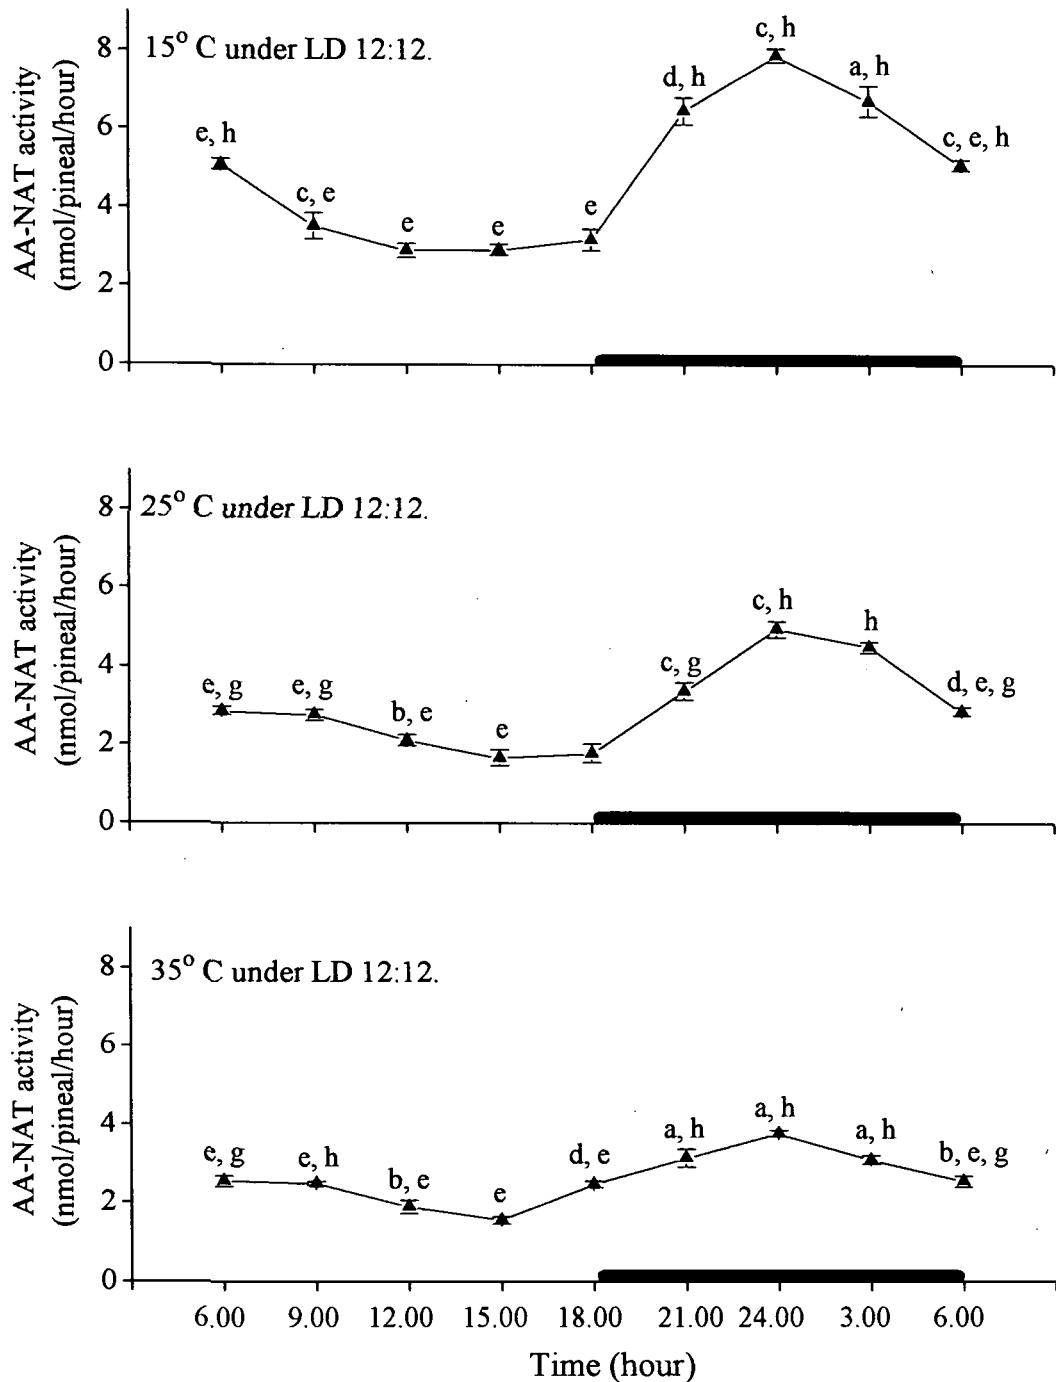 AA-NAT activity
(nmol/pineal/hour)
15° C under LD 12:12.
8
6
4
2
0
e, h
c, e
e
e
e
d, h
c, h
a, h
c, e, h
AA-NAT activity
(nmol/pineal/hour)
25° C under LD 12:12.
8
6
4
2
0
e, g
e, g
b, e
e
c, g
c, h
h
d, e, g
AA-NAT activity
(nmol/pineal/hour)
35° C under LD 12:12.
8
6
4
2
0
e, g
e, h
b, e
e
d, e
a, h
a, h
a, h
b, e, g
6.00 9.00 12.00 15.00 18.00 21.00 24.00 3.00 6.00
Time (hour)